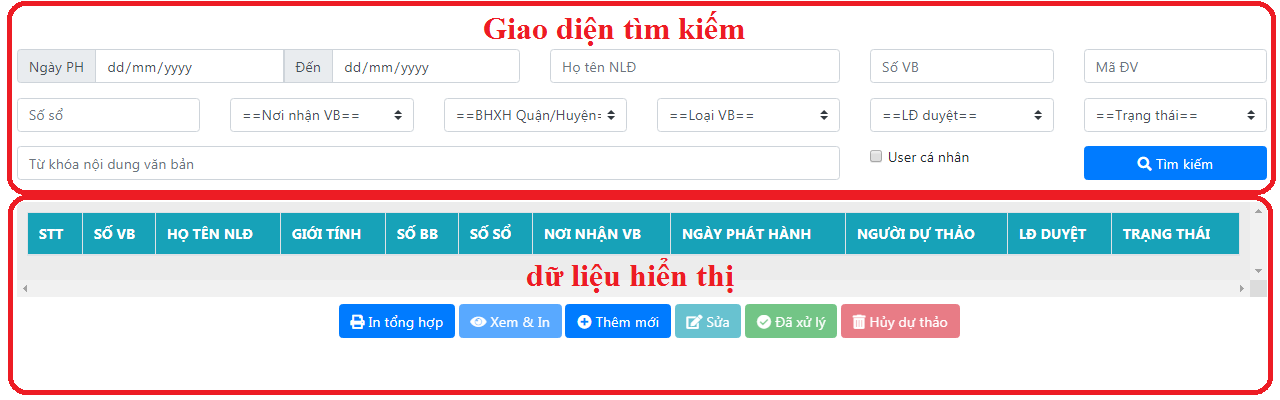 Giao diện tìm kiếm
Ngày PH dd/mm/yyyy Đến dd/mm/yyyy Họ tên NLĐ Số VB Mã ĐV
Số sổ ==Nơi nhận VB== ==BHXH Quận/Huyện= ==Loại VB== ==LĐ duyệt== ==Trạng thái==
Từ khóa nội dung văn bản User cá nhân Tìm kiếm
STT SỐ VB HỌ TÊN NLĐ GIỚI TÍNH SỐ BB SỐ SỔ NƠI NHẬN VB NGÀY PHÁT HÀNH NGƯỜI DỰ THẢO LĐ DUYỆT TRẠNG THÁI
dữ liệu hiển thị
In tổng hợp Xem & In Thêm mới Sửa Đã xử lý Hủy dự thảo